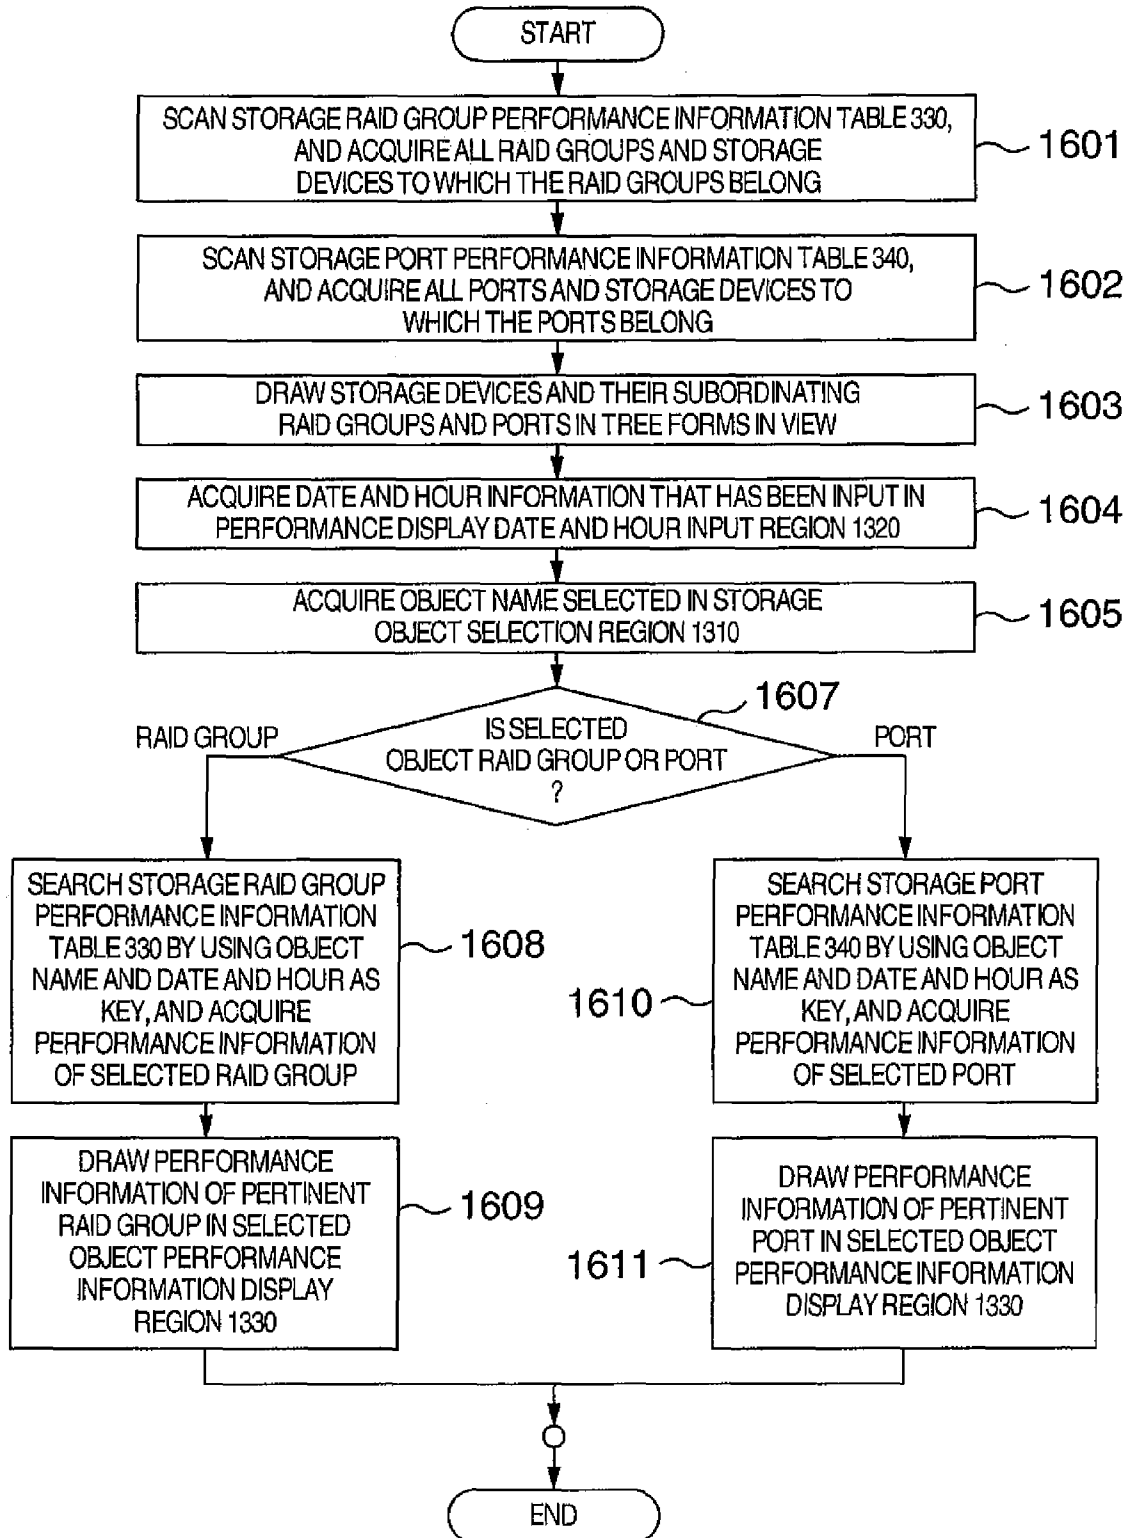 START
SCAN STORAGE RAID GROUP PERFORMANCE INFORMATION TABLE 330,
AND ACQUIRE ALL RAID GROUPS AND STORAGE
DEVICES TO WHICH THE RAID GROUPS BELONG
1601
SCAN STORAGE PORT PERFORMANCE INFORMATION TABLE 340,
AND ACQUIRE ALL PORTS AND STORAGE DEVICES TO
WHICH THE PORTS BELONG
1602
DRAW STORAGE DEVICES AND THEIR SUBORDINATING
RAID GROUPS AND PORTS IN TREE FORMS IN VIEW
1603
ACQUIRE DATE AND HOUR INFORMATION THAT HAS BEEN INPUT IN
PERFORMANCE DISPLAY DATE AND HOUR INPUT REGION 1320
1604
ACQUIRE OBJECT NAME SELECTED IN STORAGE
OBJECT SELECTION REGION 1310
1605
1607
IS SELECTED
OBJECT RAID GROUP OR PORT
?
RAID GROUP
PORT
SEARCH STORAGE RAID GROUP
PERFORMANCE INFORMATION
TABLE 330 BY USING OBJECT
NAME AND DATE AND HOUR AS
KEY, AND ACQUIRE
PERFORMANCE INFORMATION
OF SELECTED RAID GROUP
1608
SEARCH STORAGE PORT
PERFORMANCE INFORMATION
TABLE 340 BY USING OBJECT
NAME AND DATE AND HOUR AS
KEY, AND ACQUIRE
PERFORMANCE INFORMATION
OF SELECTED PORT
1610
DRAW PERFORMANCE
INFORMATION OF PERTINENT
RAID GROUP IN SELECTED
OBJECT PERFORMANCE
INFORMATION DISPLAY
REGION 1330
1609
DRAW PERFORMANCE
INFORMATION OF PERTINENT
PORT IN SELECTED OBJECT
PERFORMANCE INFORMATION
DISPLAY REGION 1330
1611
END